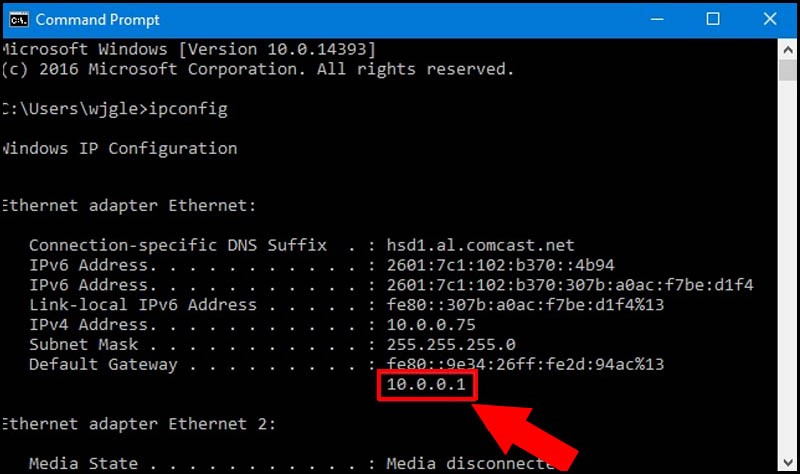 Command Prompt
Microsoft Windows [Version 10.0.14393]
(c) 2016 Microsoft Corporation. All rights reserved.
C:\Users\wjgle>ipconfig
Windows IP Configuration
Ethernet adapter Ethernet:
Connection-specific DNS Suffix  . : hsd1.al.comcast.net
IPv6 Address. . . . . . . . . . . : 2601:7c1:102:b370::4b94
IPv6 Address. . . . . . . . . . . : 2601:7c1:102:b370:307b:a0ac:f7be:d1f4
Link-local IPv6 Address . . . . . : fe80::307b:a0ac:f7be:d1f4%13
IPv4 Address. . . . . . . . . . . : 10.0.0.75
Subnet Mask . . . . . . . . . . . : 255.255.255.0
Default Gateway . . . . . . . . . : fe80::9e34:26ff:fe2d:94ac%13
10.0.0.1
Ethernet adapter Ethernet 2:
Media State . . . . . . . . . . . : Media disconnecte